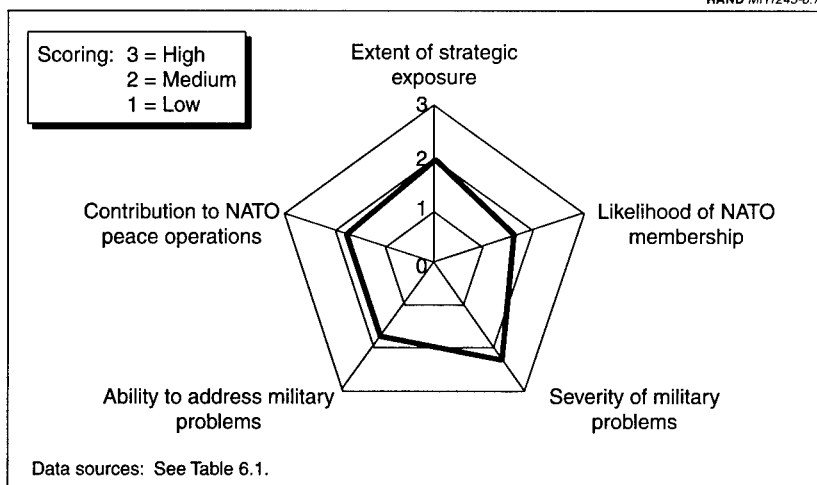 Scoring: 3 = High
2 = Medium
1 = Low
Extent of strategic
exposure
3
2
1
0
Contribution to NATO
peace operations
Likelihood of NATO
membership
Ability to address military
problems
Severity of military
problems
Data sources: See Table 6.1.